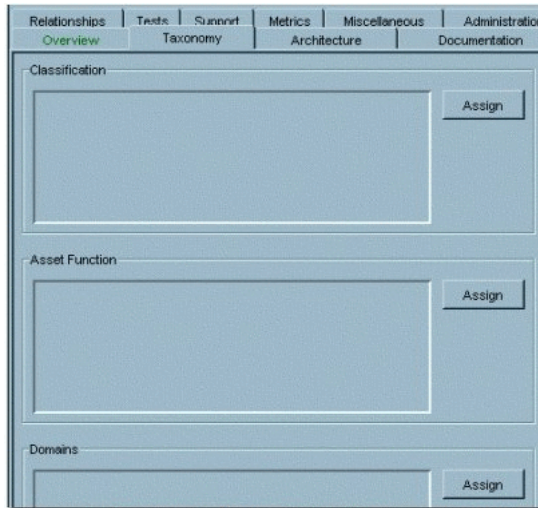 Relationships Tests Support Metrics Miscellaneous Administratio
Overview Taxonomy Architecture Documentation
Classification
Assign
Asset Function
Assign
Domains
Assign